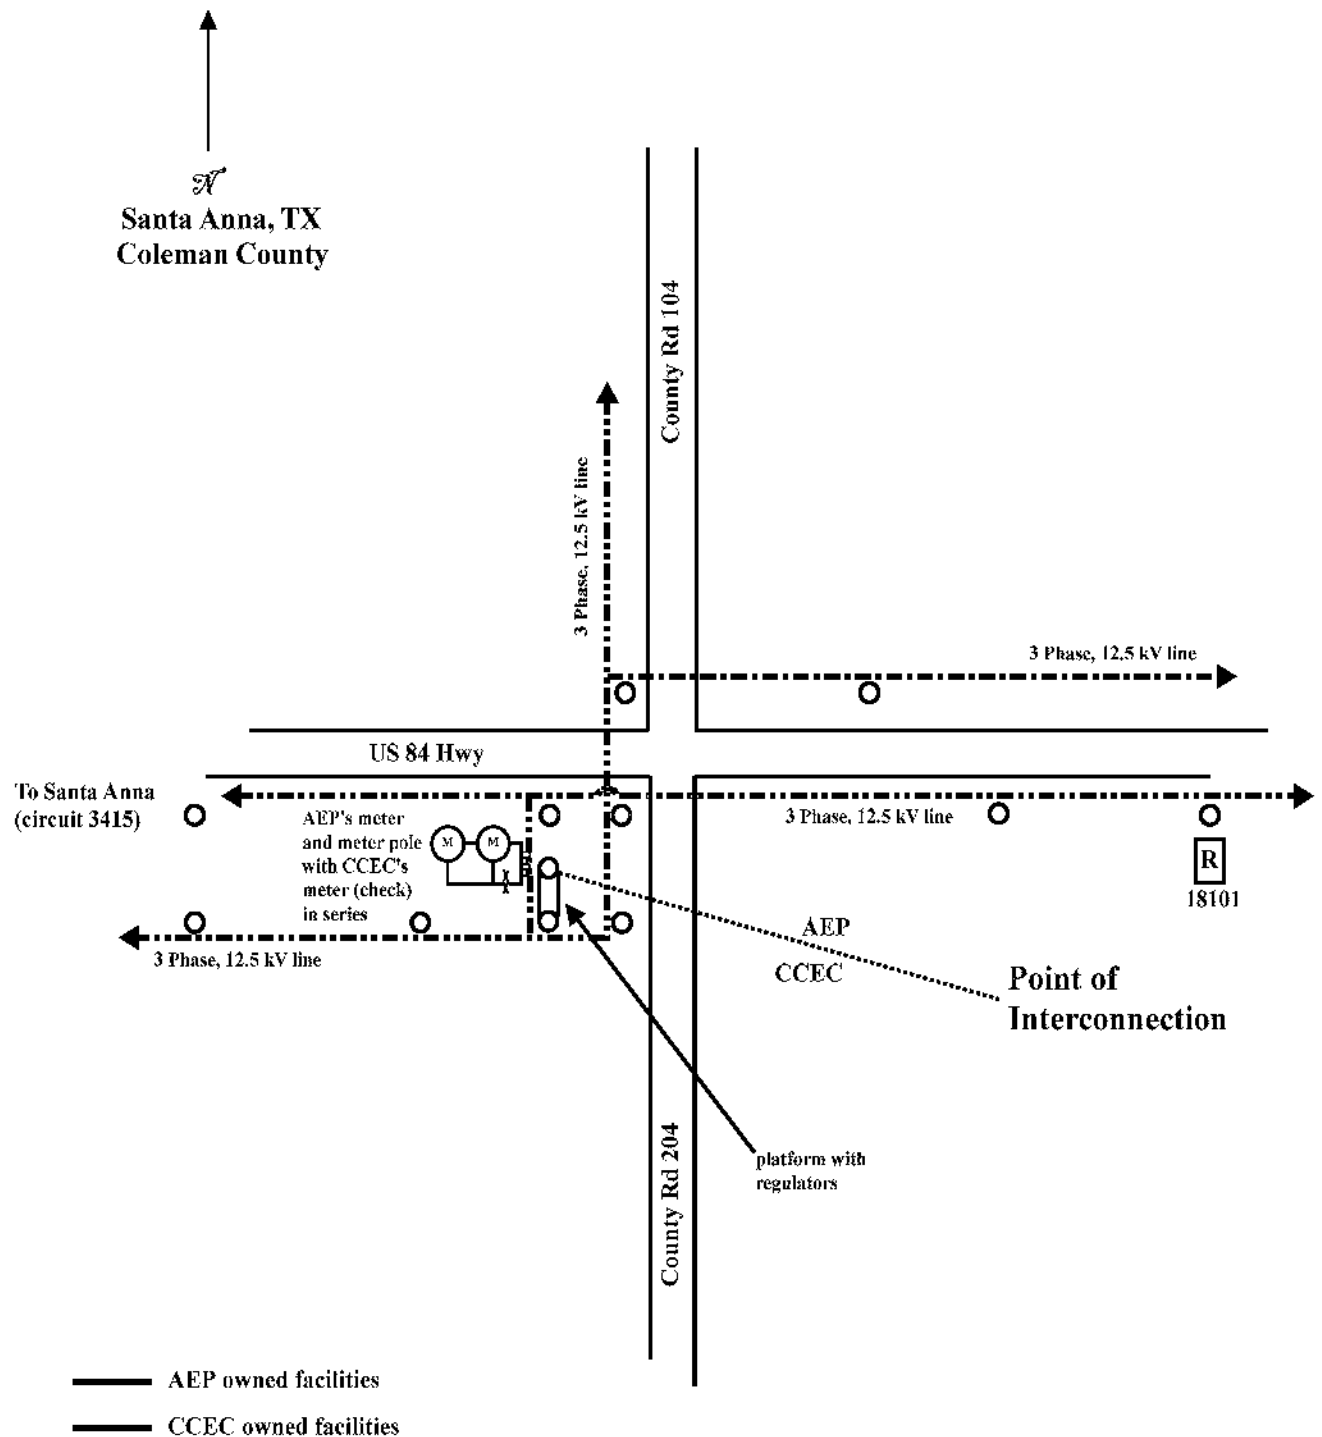 N
Santa Anna, TX
Coleman County
County Rd 104
3 Phase, 12.5 kV line
3 Phase, 12.5 kV line
US 84 Hwy
To Santa Anna
(circuit 3415)
AEP's meter
and meter pole
with CCEC's
meter (check)
in series
M
M
3 Phase, 12.5 kV line
R
18101
3 Phase, 12.5 kV line
AEP
CCEC
Point of
Interconnection
platform with
regulators
County Rd 204
AEP owned facilities
CCEC owned facilities